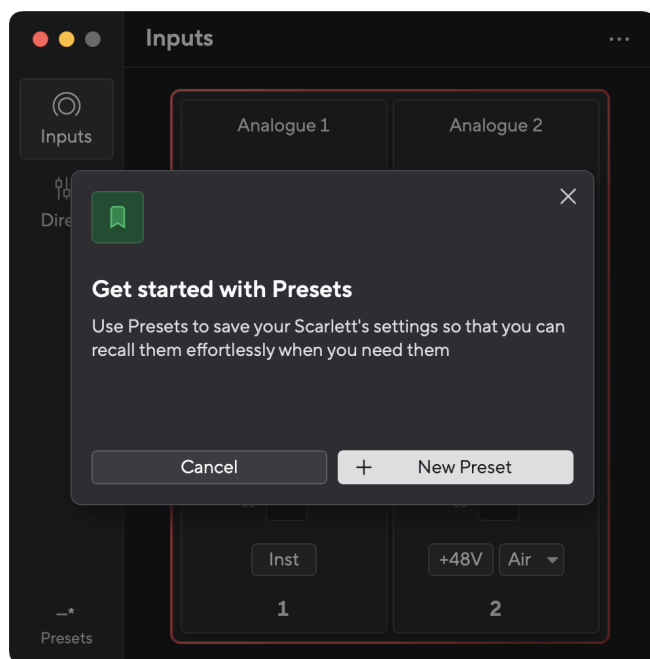 Inputs
Inputs
Analogue 1
Analogue 2
Get started with Presets
Use Presets to save your Scarlett's settings so that you can
recall them effortlessly when you need them
Cancel
+ New Preset
Inst
+48V
Air
1
2
Presets